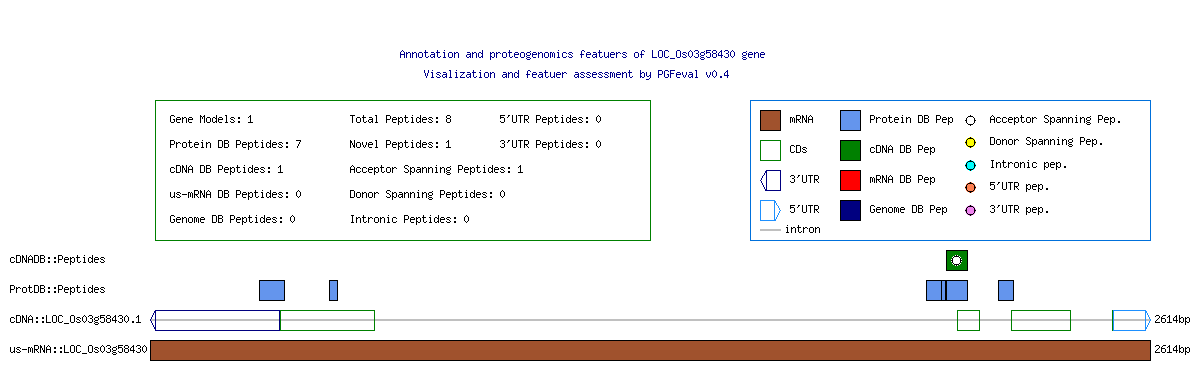 Annotation and proteogenomics featuers of LOC_Os03g58430 gene
Visalization and featuer assessment by PGFeval v0.4
Gene Models: 1 Total Peptides: 8 5'UTR Peptides: 0
Protein DB Peptides: 7 Novel Peptides: 1 3'UTR Peptides: 0
cDNA DB Peptides: 1 Acceptor Spanning Peptides: 1
us-mRNA DB Peptides: 0 Donor Spanning Peptides: 0
Genome DB Peptides: 0 Intronic Peptides: 0
mRNA Protein DB Pep Acceptor Spanning Pep.
CDs cDNA DB Pep Donor Spanning Pep.
3'UTR mRNA DB Pep Intronic pep.
5'UTR Genome DB Pep 5'UTR pep.
intron 3'UTR pep.
cDNADB::Peptides
ProtDB::Peptides
cDNA::LOC_Os03g58430.1 2614bp
us-mRNA::LOC_Os03g58430 2614bp